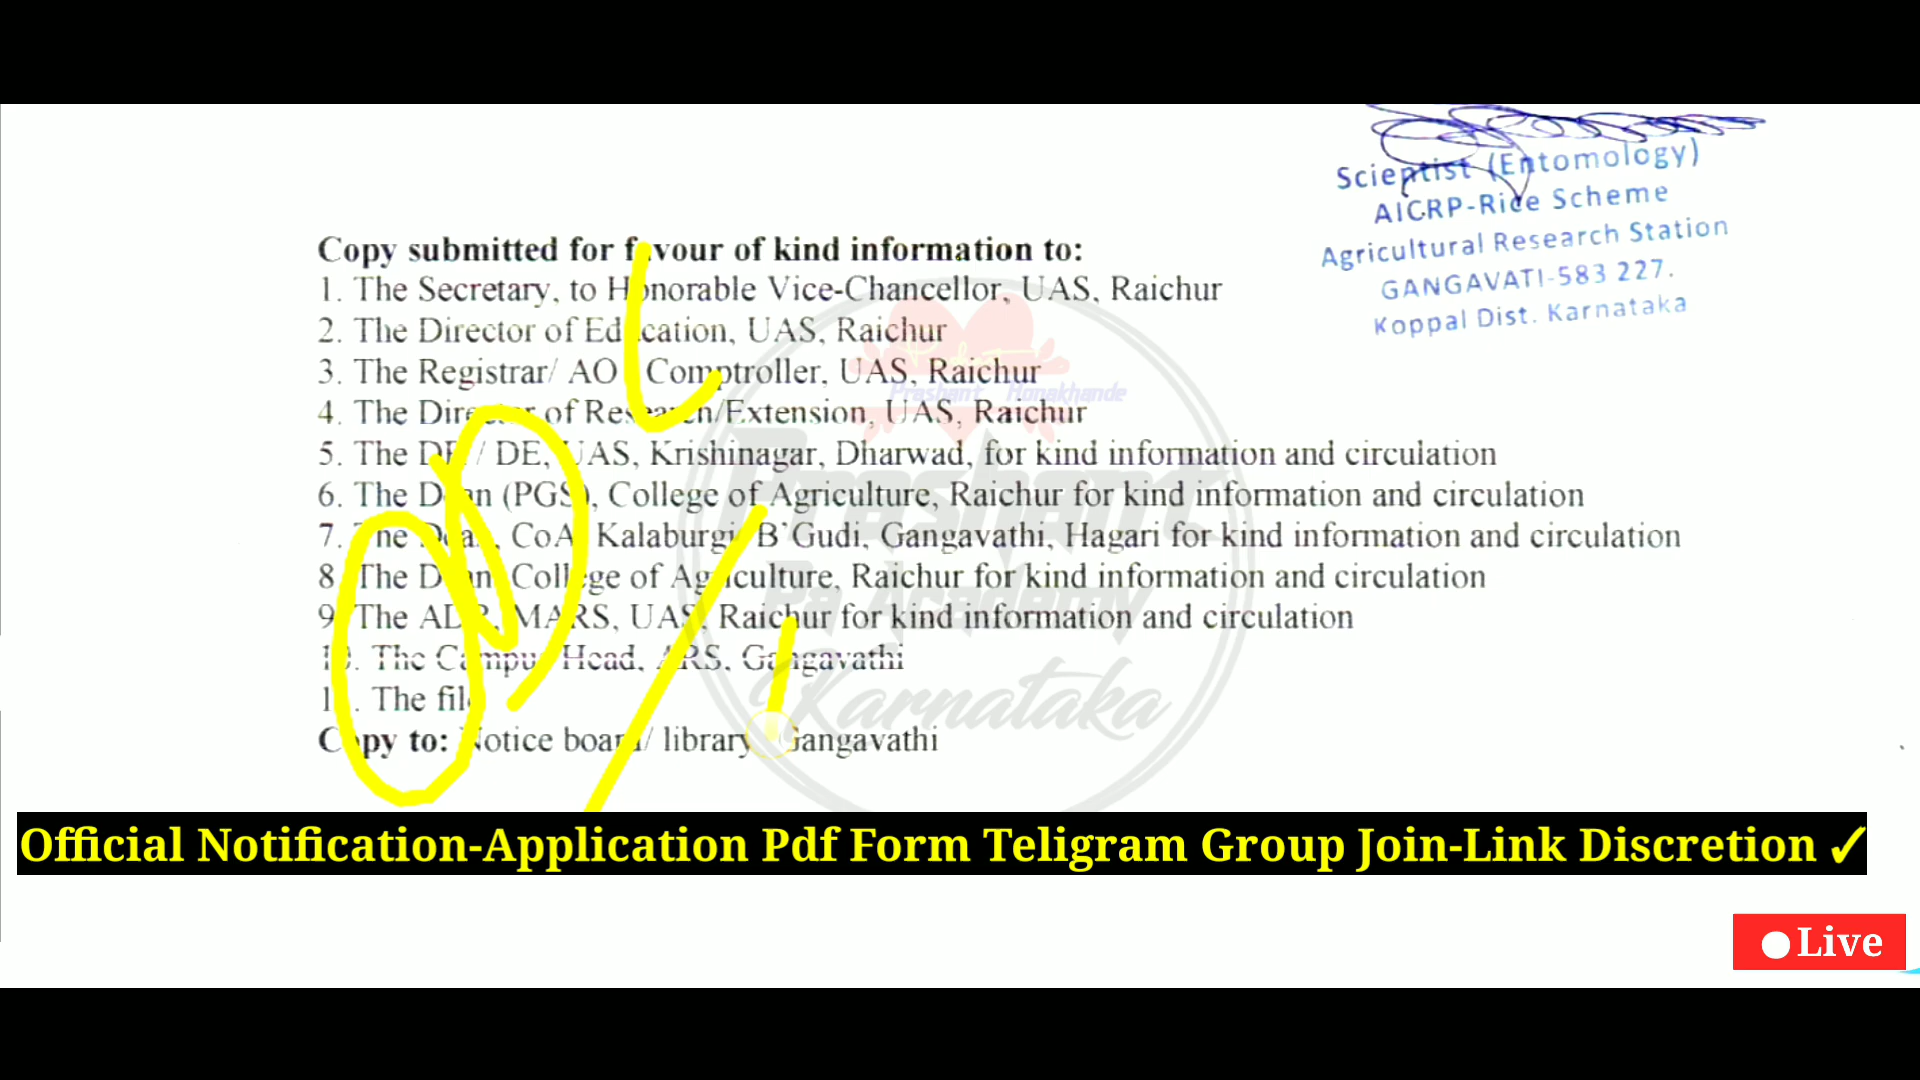 Scientist (Entomology)
AICRP-Rice Scheme
Agricultural Research Station
GANGAVATI-583 227.
Koppal Dist. Karnataka
Copy submitted for favour of kind information to:
1. The Secretary, to Honorable Vice-Chancellor, UAS, Raichur
2. The Director of Education, UAS, Raichur
3. The Registrar/ AO / Comptroller, UAS, Raichur
4. The Director of Research/Extension, UAS, Raichur
5. The DR / DE, UAS, Krishinagar, Dharwad, for kind information and circulation
6. The Dean (PGS), College of Agriculture, Raichur for kind information and circulation
7. The Dean, CoA, Kalaburgi, B`Gudi, Gangavathi, Hagari for kind information and circulation
8. The Dean, College of Agriculture, Raichur for kind information and circulation
9. The ADR, MARS, UAS, Raichur for kind information and circulation
10. The Campus Head, ARS, Gangavathi
11. The file
Copy to: Notice board/ library, Gangavathi
Prashant Monakhande
Prashant
Pa Academy
Karnataka
Official Notification-Application Pdf Form Teligram Group Join-Link Discretion ✓
Live